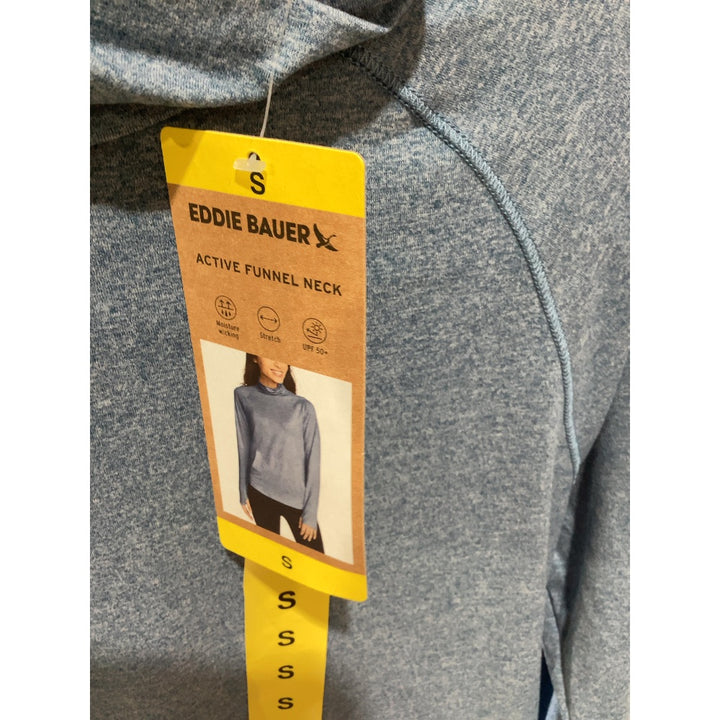 S
EDDIE BAUER
ACTIVE FUNNEL NECK
Moisture
wicking
Stretch
UPF 50+
S
S
S
S
S